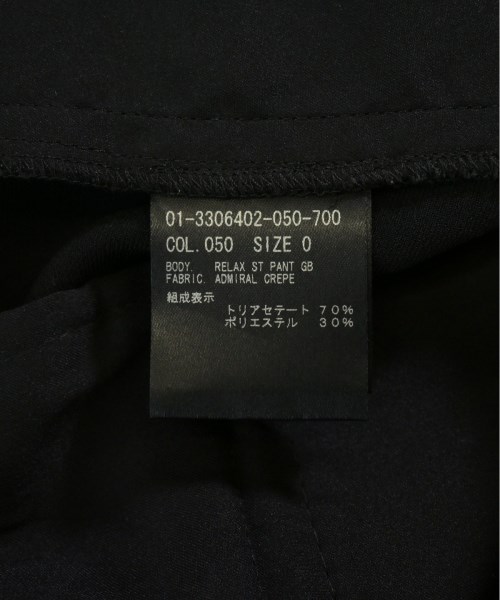 01-3306402-050-700
COL. 050 SIZE 0
BODY. RELAX ST PANT GB
FABRIC. ADMIRAL CREPE
組成表示
トリアセテート 70%
ポリエステル 30%